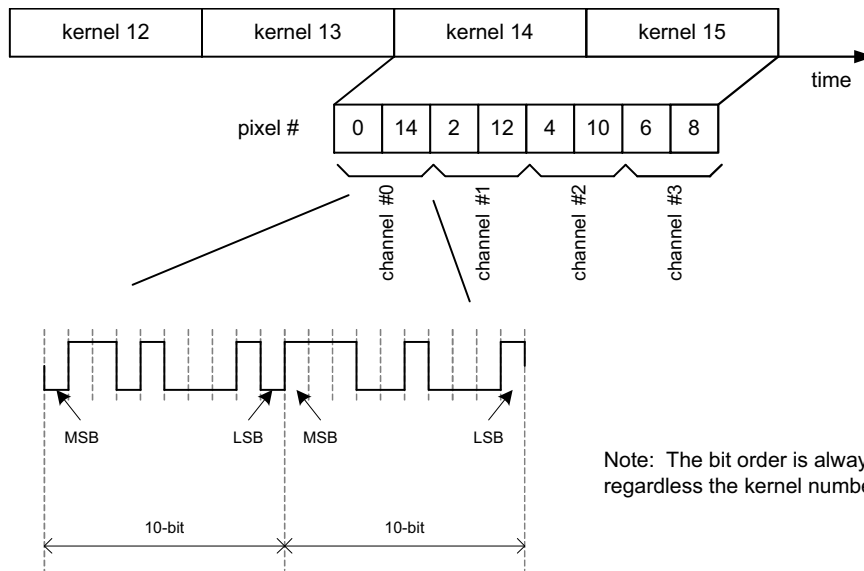 kernel 12 kernel 13 kernel 14 kernel 15
time
pixel # 0 14 2 12 4 10 6 8
channel #0 channel #1 channel #2 channel #3
MSB LSB MSB LSB
Note: The bit order is alway
regardless the kernel numbe
10-bit 10-bit